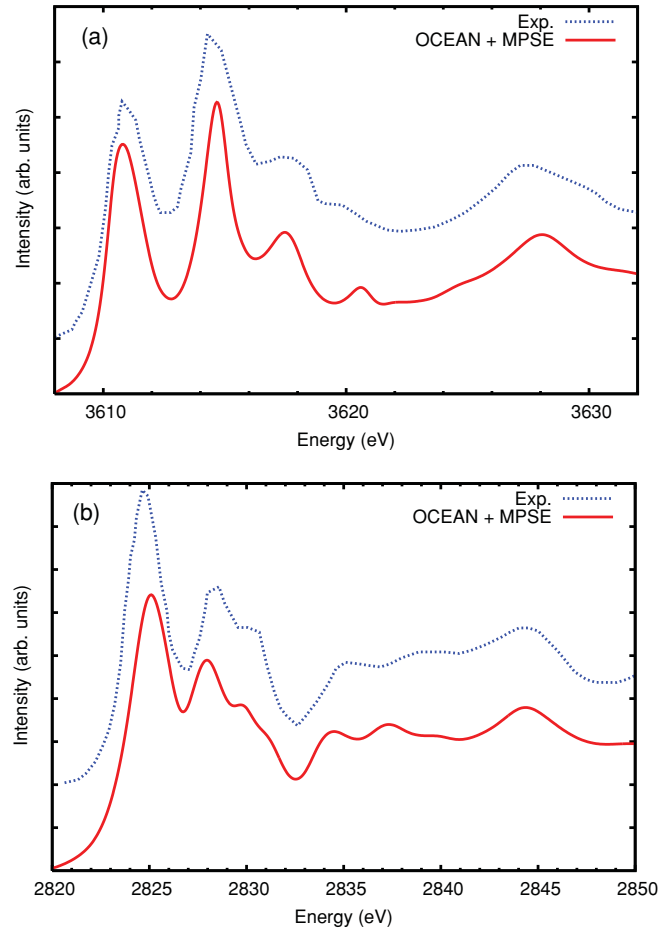 (a)
Exp.
OCEAN + MPSE
Intensity (arb. units)
3610 3620 3630
Energy (eV)
(b)
Exp.
OCEAN + MPSE
Intensity (arb. units)
2820 2825 2830 2835 2840 2845 2850
Energy (eV)